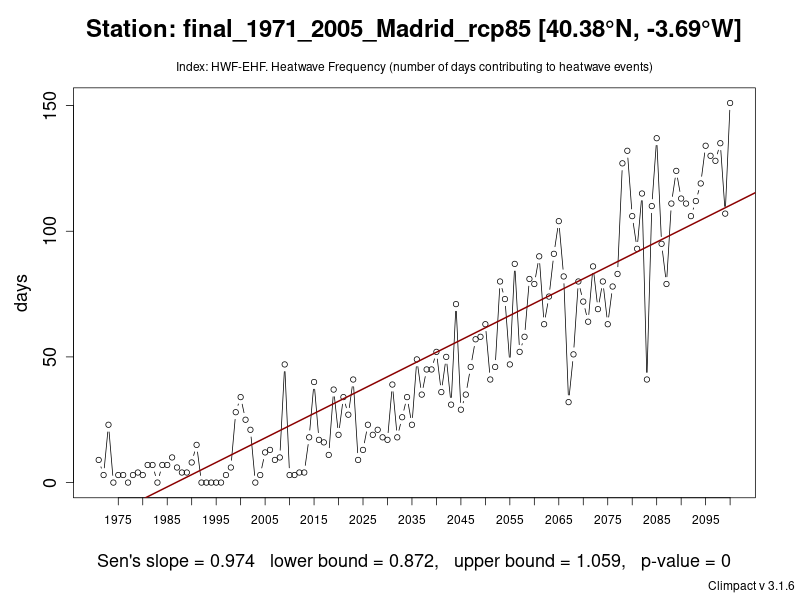 Station: final_1971_2005_Madrid_rcp85 [40.38°N, -3.69°W]
Index: HWF-EHF. Heatwave Frequency (number of days contributing to heatwave events)
150
100
50
0
days
1975 1985 1995 2005 2015 2025 2035 2045 2055 2065 2075 2085 2095
Sen's slope = 0.974 lower bound = 0.872, upper bound = 1.059, p-value = 0
Climpact v 3.1.6